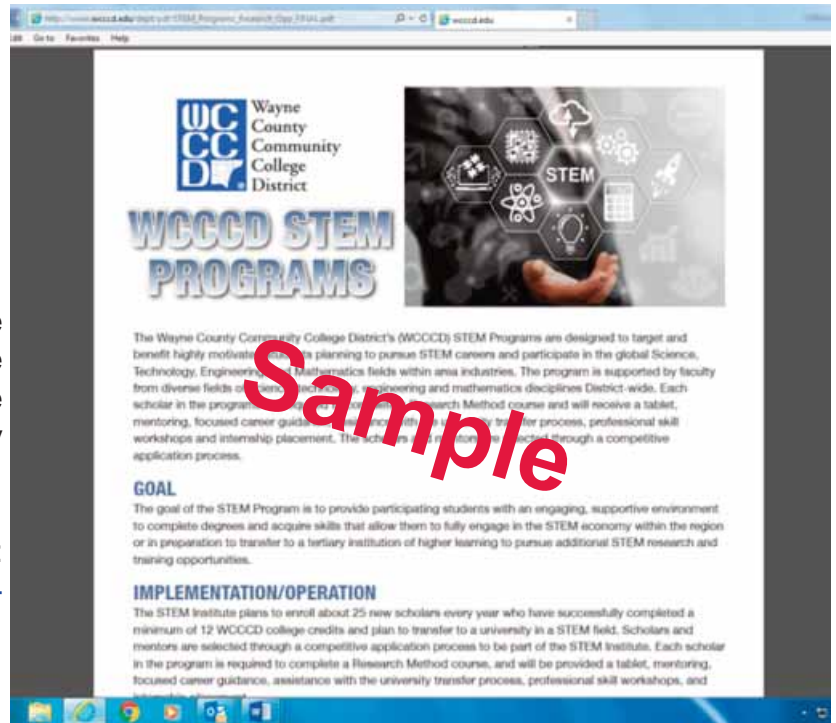 wcccd.edu
Go to Favorites Help
WC
CC
D
Wayne
County
Community
College
District
STEM
WCCCD STEM
PROGRAMS
The Wayne County Community College District's (WCCCD) STEM Programs are designed to target and
benefit highly motivated planning to pursue STEM careers and participate in the global Science,
Technology, Engineering Mathematics fields within area industries. The program is supported by faculty
from diverse fields of engineering and mathematics disciplines District-wide. Each
scholar in the program Research Method course and will receive a tablet,
mentoring, focused career transfer process, professional skill
workshops and internship placement. The selected through a competitive
application process.
Sample
GOAL
The goal of the STEM Program is to provide participating students with an engaging, supportive environment
to complete degrees and acquire skills that allow them to fully engage in the STEM economy within the region
or in preparation to transfer to a tertiary institution of higher learning to pursue additional STEM research and
training opportunities.
IMPLEMENTATION/OPERATION
The STEM Institute plans to enroll about 25 new scholars every year who have successfully completed a
minimum of 12 WCCCD college credits and plan to transfer to a university in a STEM field. Scholars and
mentors are selected through a competitive application process to be part of the STEM Institute. Each scholar
in the program is required to complete a Research Method course, and will be provided a tablet, mentoring,
focused career guidance, assistance with the university transfer process, professional skill workshops, and